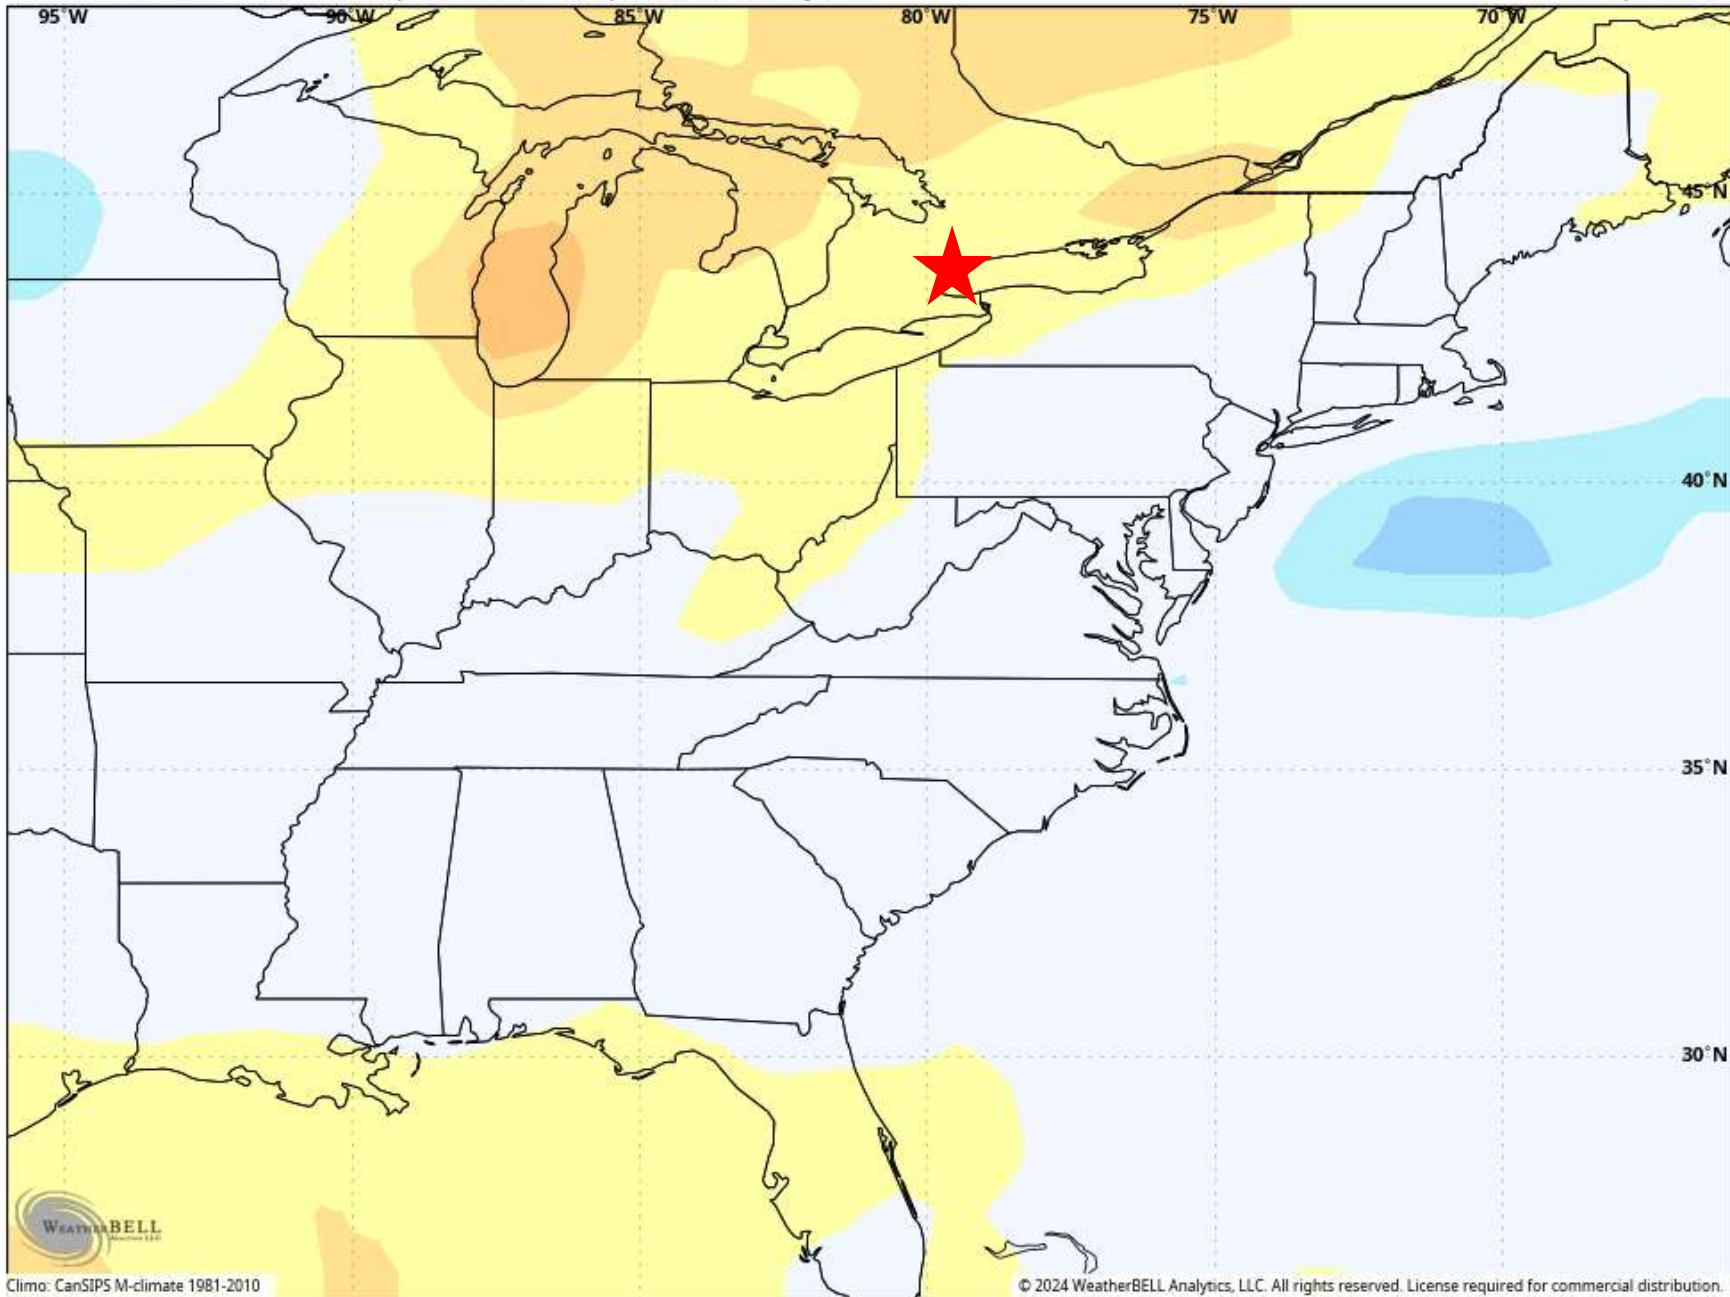 95°W 90°W 85°W 80°W 75°W 70°W
45°N
40°N
35°N
30°N
WEATHERBELL
Climo: CanSIPS M-climate 1981-2010
© 2024 WeatherBELL Analytics, LLC. All rights reserved. License required for commercial distribution.